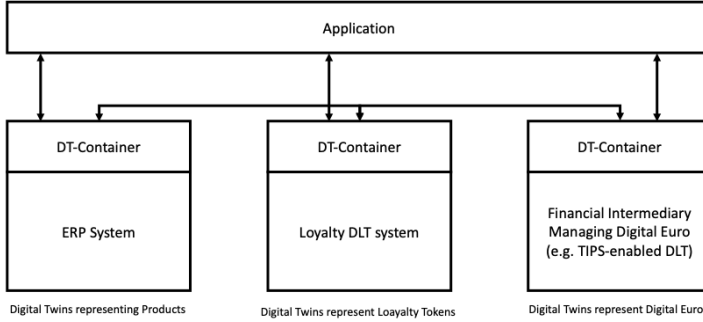 Application
DT-Container
DT-Container
DT-Container
ERP System
Loyalty DLT system
Financial Intermediary
Managing Digital Euro
(e.g. TIPS-enabled DLT)
Digital Twins representing Products
Digital Twins represent Loayalty Tokens
Digital Twins represent Digital Euro